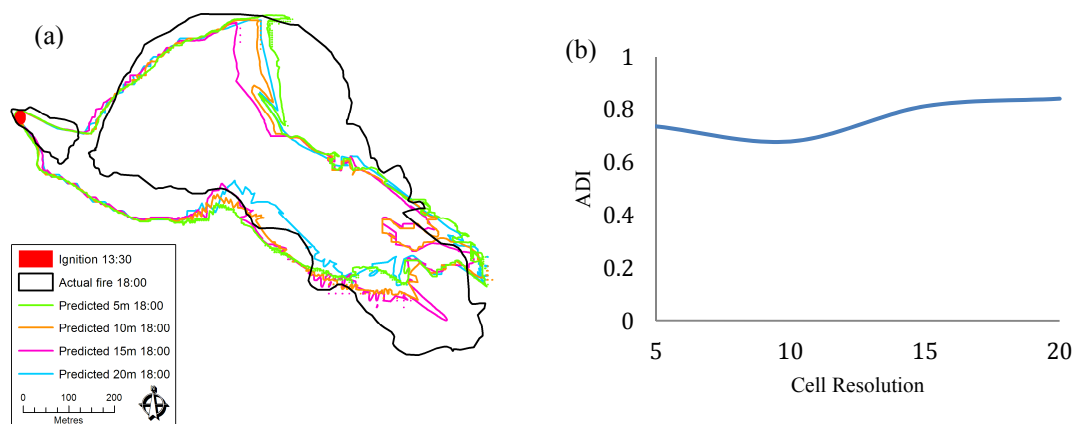 (a)
Ignition 13:30
Actual fire 18:00
Predicted 5m 18:00
Predicted 10m 18:00
Predicted 15m 18:00
Predicted 20m 18:00
0 100 200
Metres
(b)
1
0.8
0.6
0.4
0.2
0
ADI
5 10 15 20
Cell Resolution